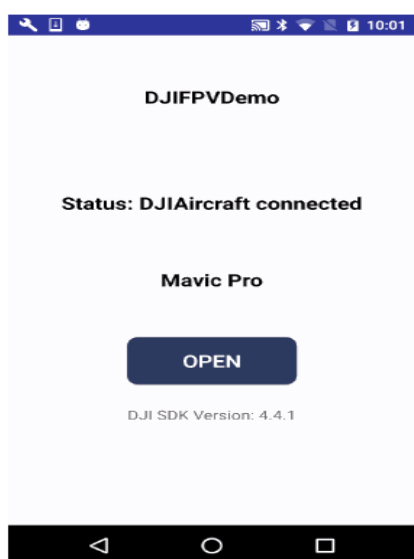 10:01
DJIFPVDemo
Status: DJIAircraft connected
Mavic Pro
OPEN
DJI SDK Version: 4.4.1